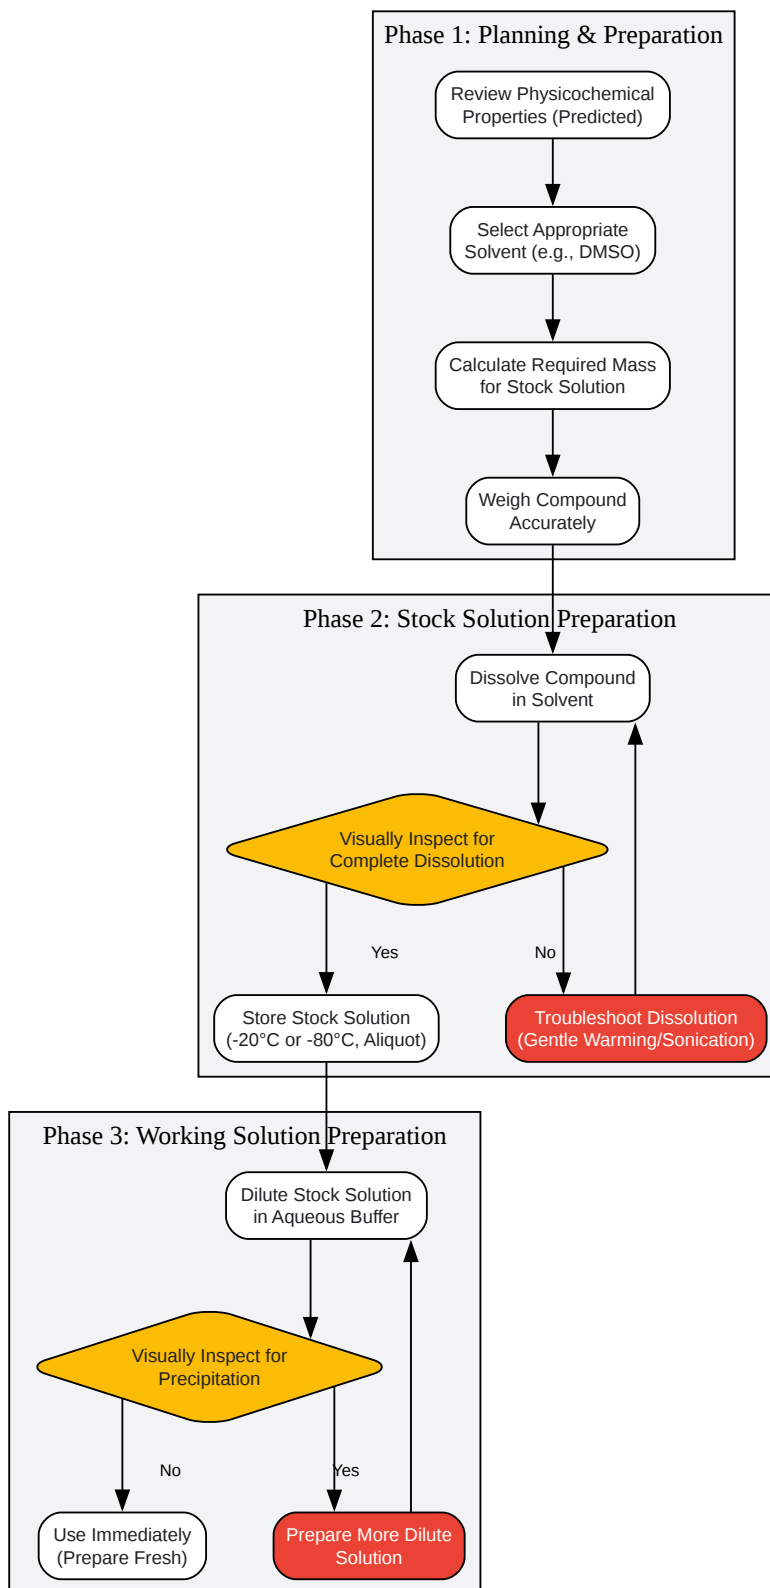 Phase 1: Planning & Preparation
Review Physicochemical
Properties (Predicted)
Select Appropriate
Solvent (e.g., DMSO)
Calculate Required Mass
for Stock Solution
Weigh Compound
Accurately
Phase 2: Stock Solution Preparation
Dissolve Compound
in Solvent
Visually Inspect for
Complete Dissolution
Yes
No
Store Stock Solution
(-20°C or -80°C, Aliquot)
Troubleshoot Dissolution
(Gentle Warming/Sonication)
Phase 3: Working Solution Preparation
Dilute Stock Solution
in Aqueous Buffer
Visually Inspect for
Precipitation
No
Yes
Use Immediately
(Prepare Fresh)
Prepare More Dilute
Solution